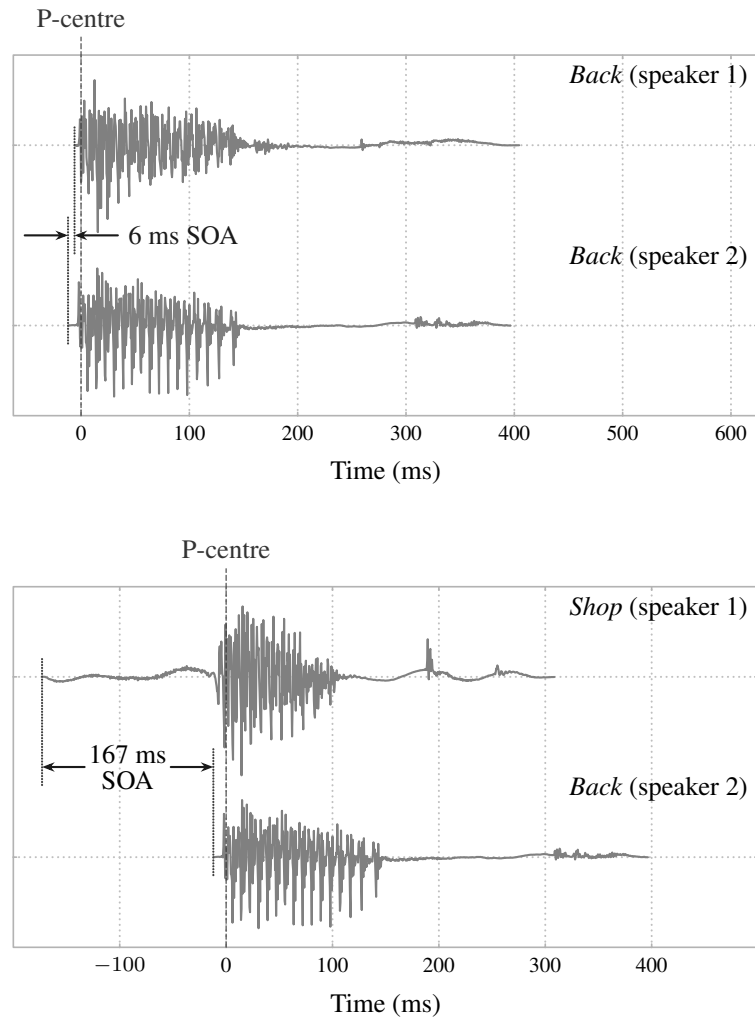 P-centre
Back (speaker 1)
6 ms SOA
Back (speaker 2)
0 100 200 300 400 500 600
Time (ms)
P-centre
Shop (speaker 1)
167 ms
SOA
Back (speaker 2)
−100 0 100 200 300 400
Time (ms)